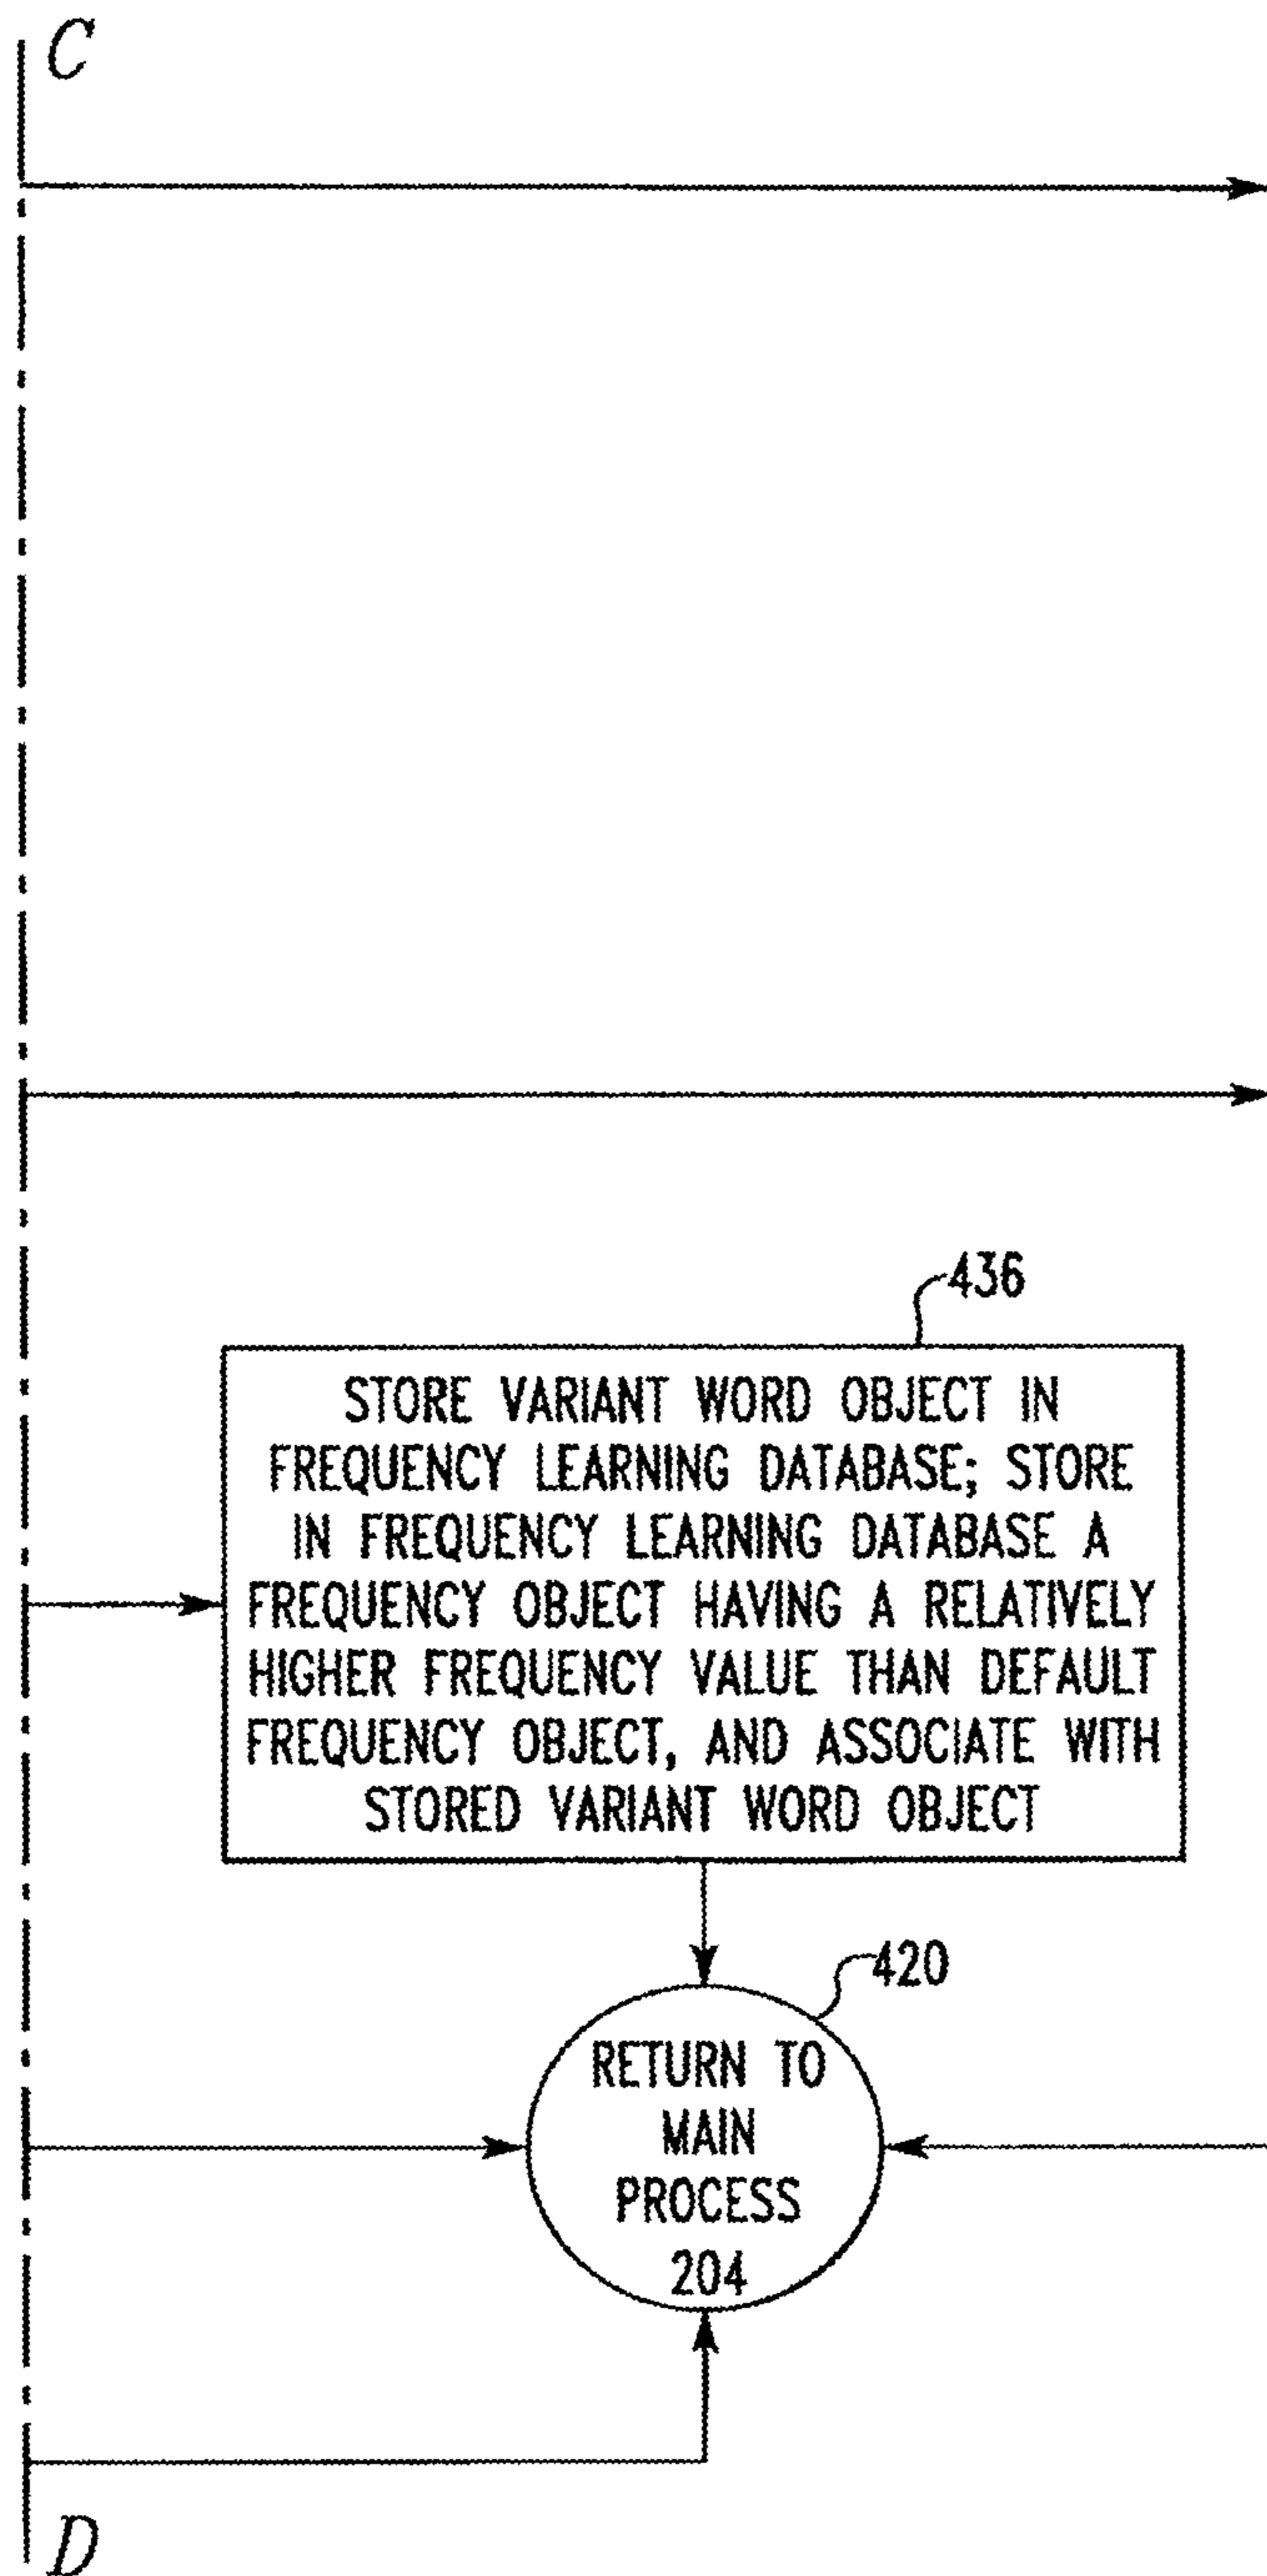 C
436
STORE VARIANT WORD OBJECT IN
FREQUENCY LEARNING DATABASE; STORE
IN FREQUENCY LEARNING DATABASE A
FREQUENCY OBJECT HAVING A RELATIVELY
HIGHER FREQUENCY VALUE THAN DEFAULT
FREQUENCY OBJECT, AND ASSOCIATE WITH
STORED VARIANT WORD OBJECT
420
RETURN TO
MAIN
PROCESS
204
D